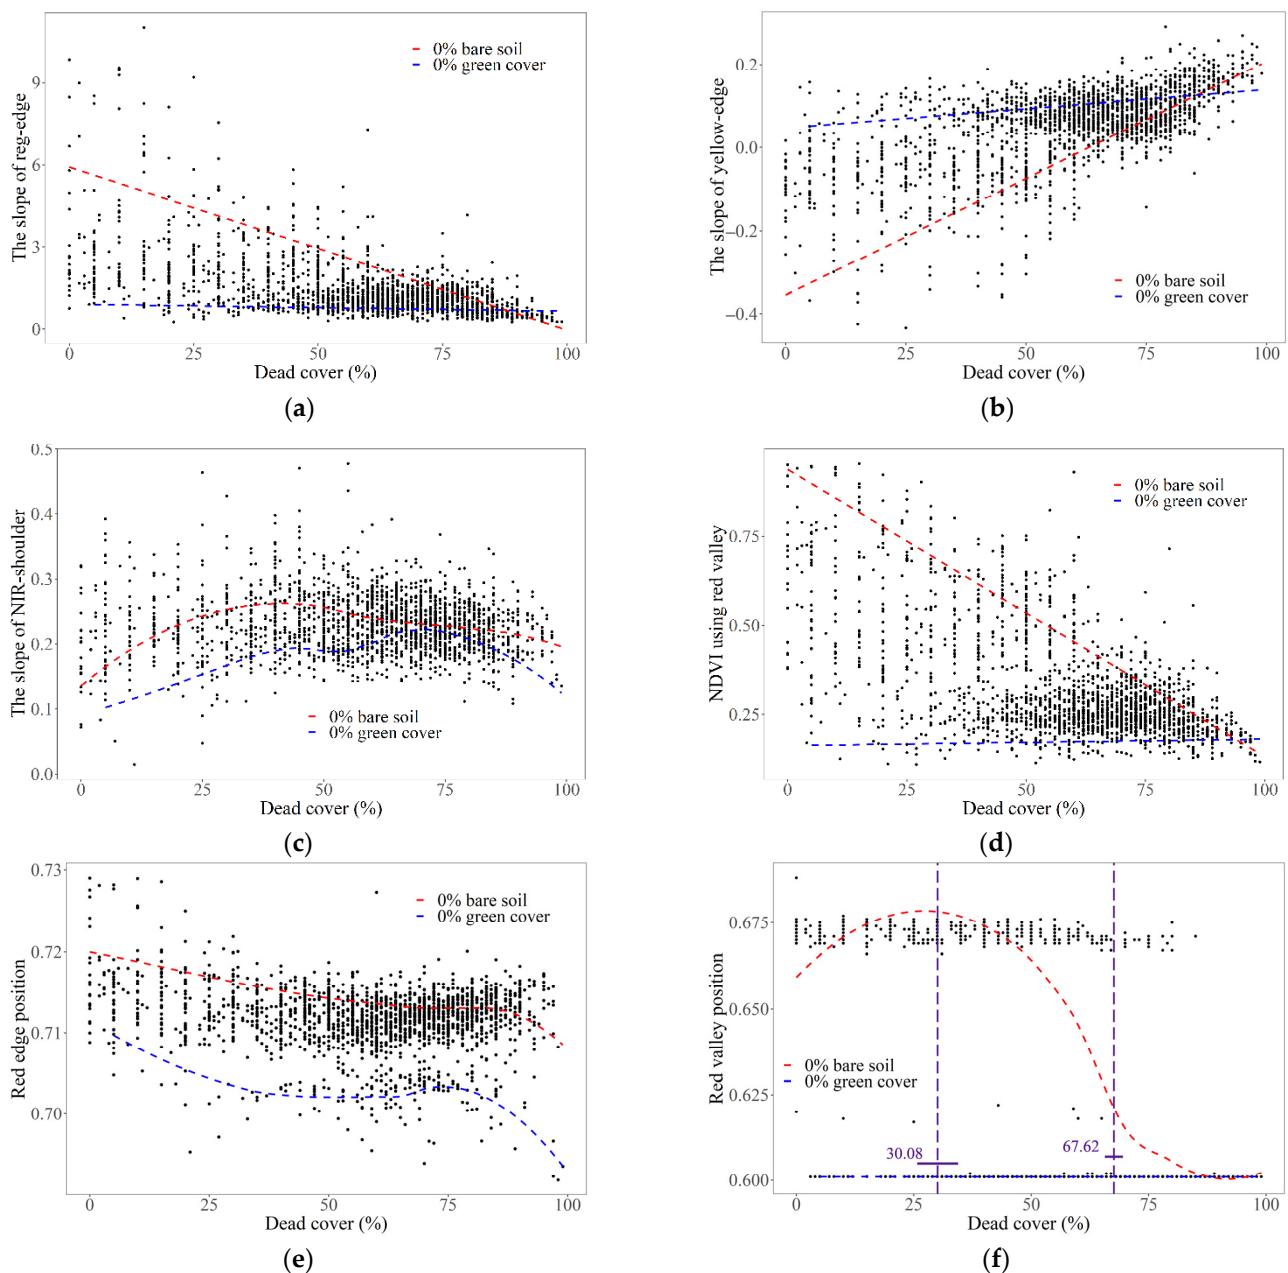 0% bare soil
0% green cover
The slope of reg-edge
9
6
3
0
0 25 50 75 100
Dead cover (%)
(a)
0% bare soil
0% green cover
The slope of yellow-edge
0.2
0.0
−0.2
−0.4
0 25 50 75 100
Dead cover (%)
(b)
0% bare soil
0% green cover
The slope of NIR-shoulder
0.5
0.4
0.3
0.2
0.1
0.0
0 25 50 75 100
Dead cover (%)
(c)
0% bare soil
0% green cover
NDVI using red valley
0.75
0.50
0.25
0 25 50 75 100
Dead cover (%)
(d)
0% bare soil
0% green cover
Red edge position
0.73
0.72
0.71
0.70
0 25 50 75 100
Dead cover (%)
(e)
0% bare soil
0% green cover
Red valley position
0.675
0.650
0.625
0.600
30.08
67.62
0 25 50 75 100
Dead cover (%)
(f)